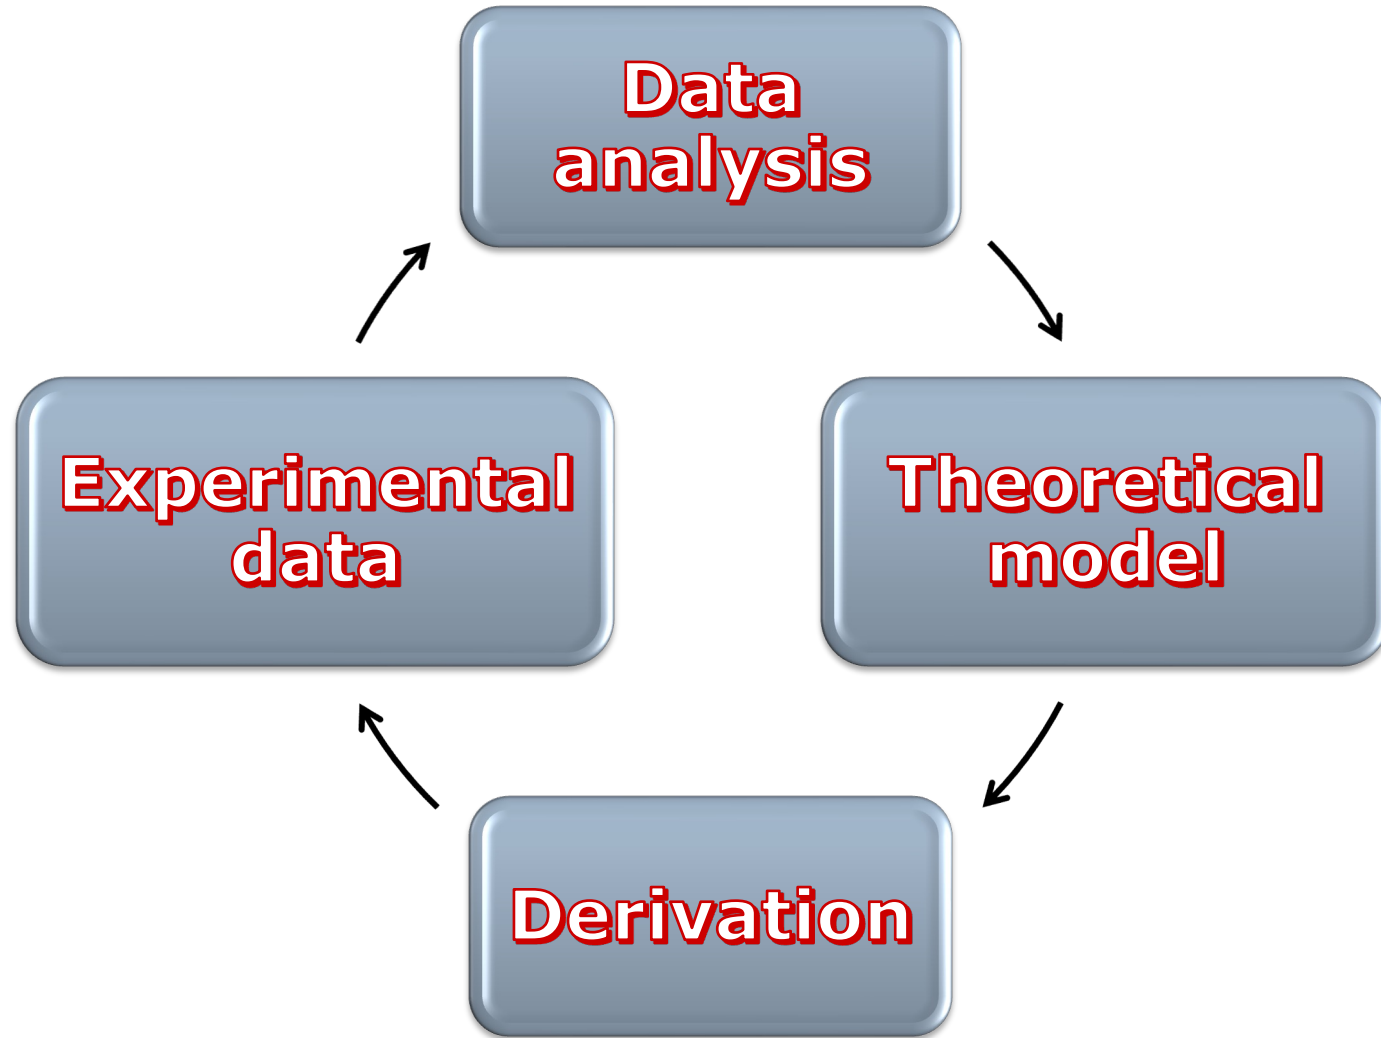 Data
analysis
Experimental
data
Theoretical
model
Derivation